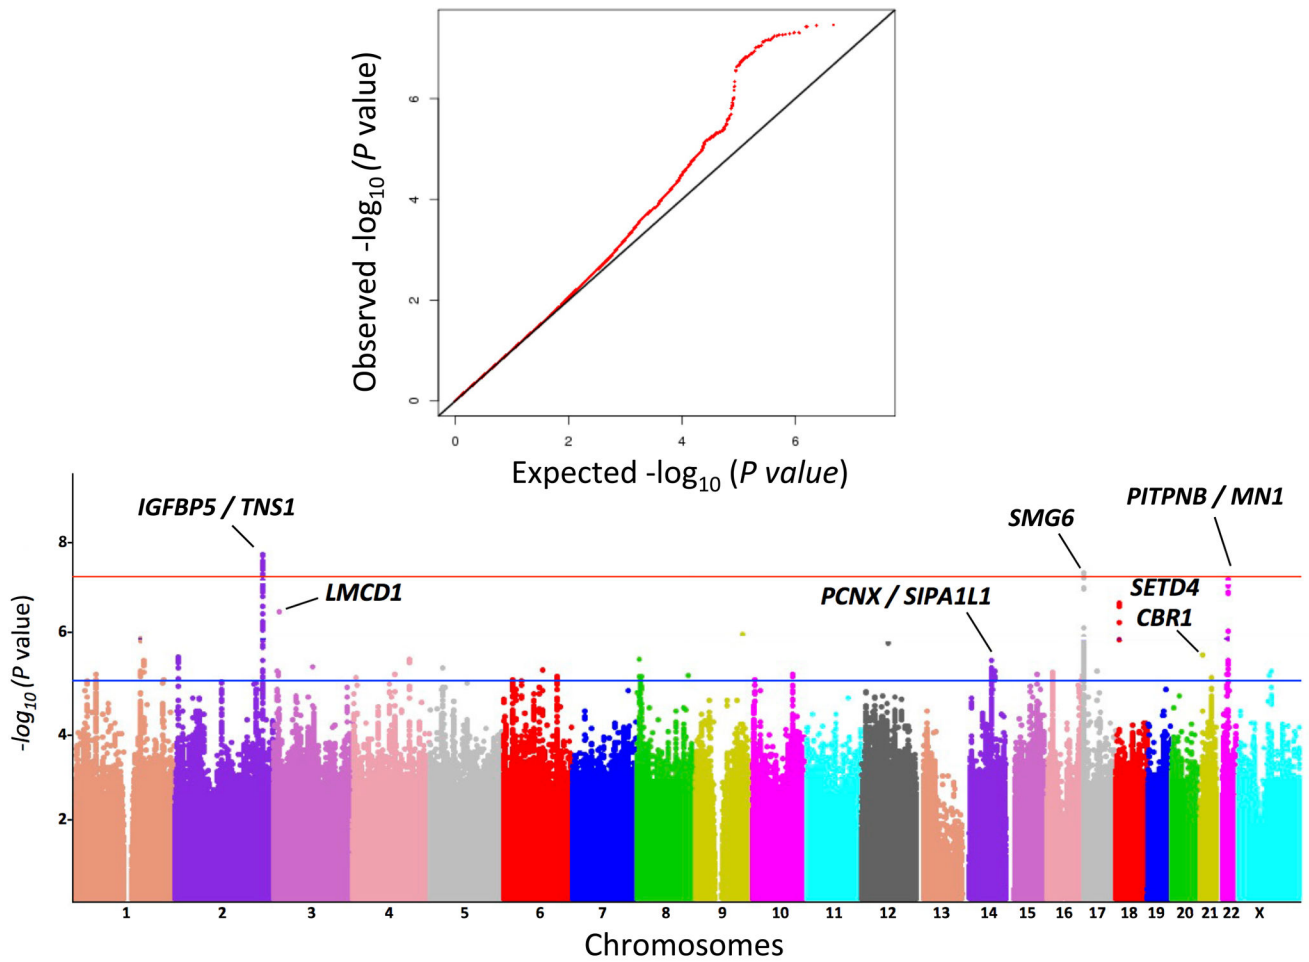 Observed -log10 (P value)
6
4
2
0
0 2 4 6
Expected -log10 (P value)
IGFBP5 / TNS1
SMG6
PITPNB / MN1
LMCD1
PCNX / SIPA1L1
SETD4
CBR1
-log10 (P value)
8
6
4
2
1 2 3 4 5 6 7 8 9 10 11 12 13 14 15 16 17 18 19 20 21 22 X
Chromosomes